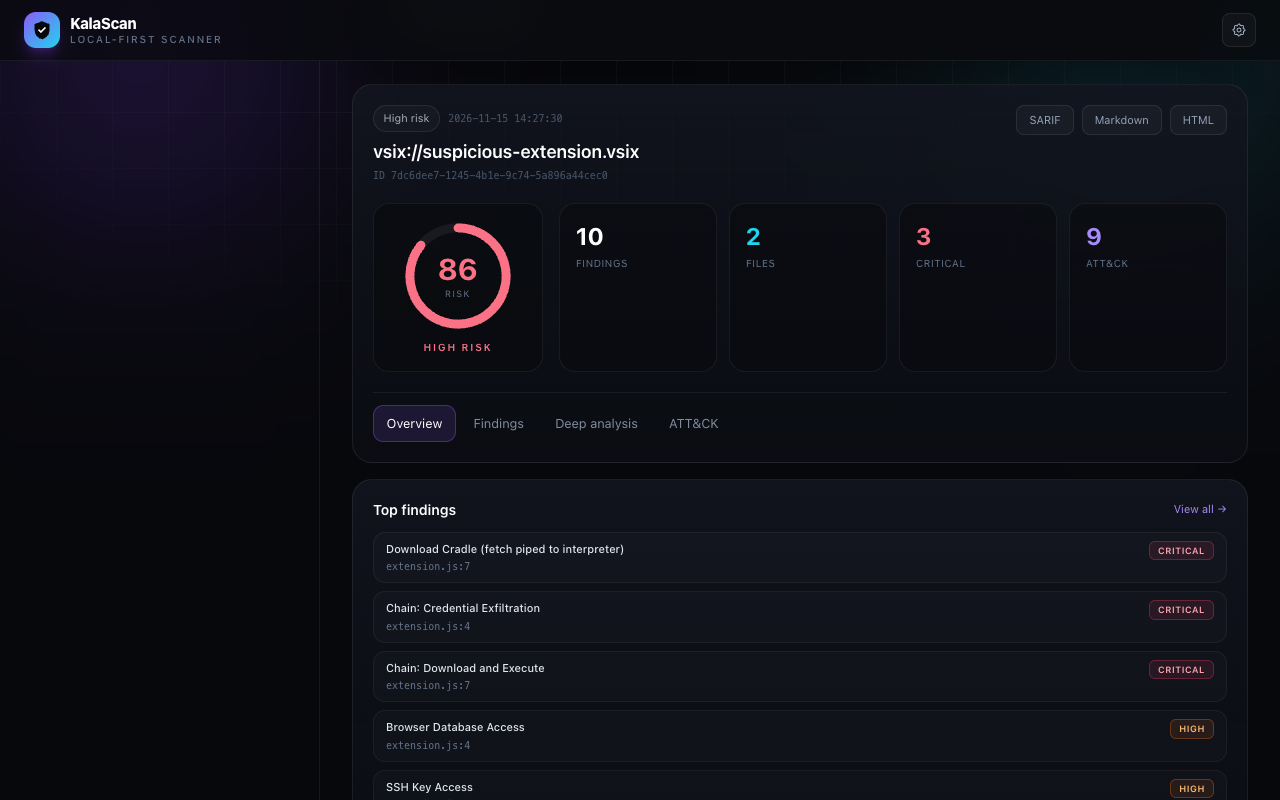 KalaScan
LOCAL-FIRST SCANNER
High risk 2026-11-15 14:27:30
SARIF Markdown HTML
vsix://suspicious-extension.vsix
ID 7dc6dee7-1245-4b1e-9c74-5a896a44cec0
86
RISK
HIGH RISK
10
FINDINGS
2
FILES
3
CRITICAL
9
ATT&CK
Overview Findings Deep analysis ATT&CK
Top findings View all →
Download Cradle (fetch piped to interpreter) CRITICAL
extension.js:7
Chain: Credential Exfiltration CRITICAL
extension.js:4
Chain: Download and Execute CRITICAL
extension.js:7
Browser Database Access HIGH
extension.js:4
SSH Key Access HIGH